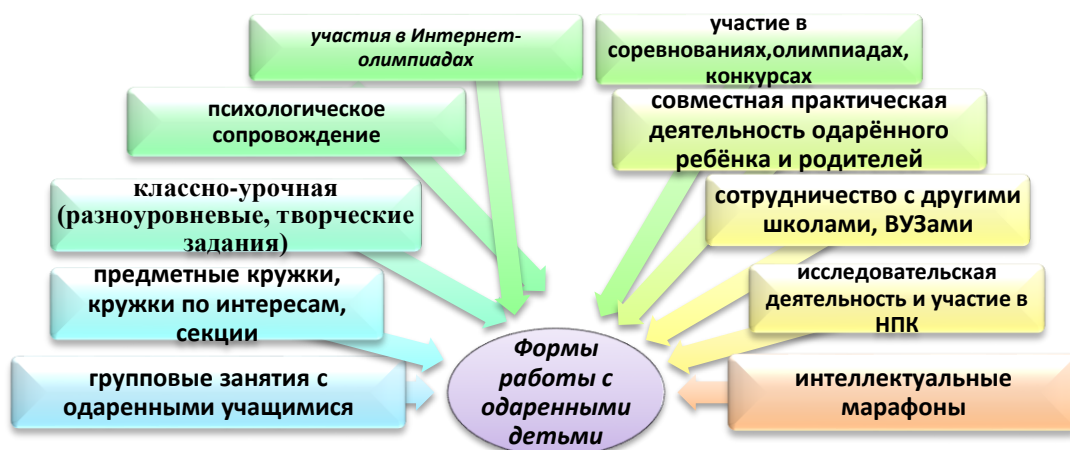 участия в Интернет-
олимпиадах
участие в
соревнованиях,олимпиадах,
конкурсах
психологическое
сопровождение
совместная практическая
деятельность одарённого
ребёнка и родителей
классно-урочная
(разноуровневые, творческие
задания)
сотрудничество с другими
школами, ВУЗами
предметные кружки,
кружки по интересам,
секции
исследовательская
деятельность и участие в
НПК
групповые занятия с
одаренными учащимися
Формы
работы с
одаренными
детьми
интеллектуальные
марафоны